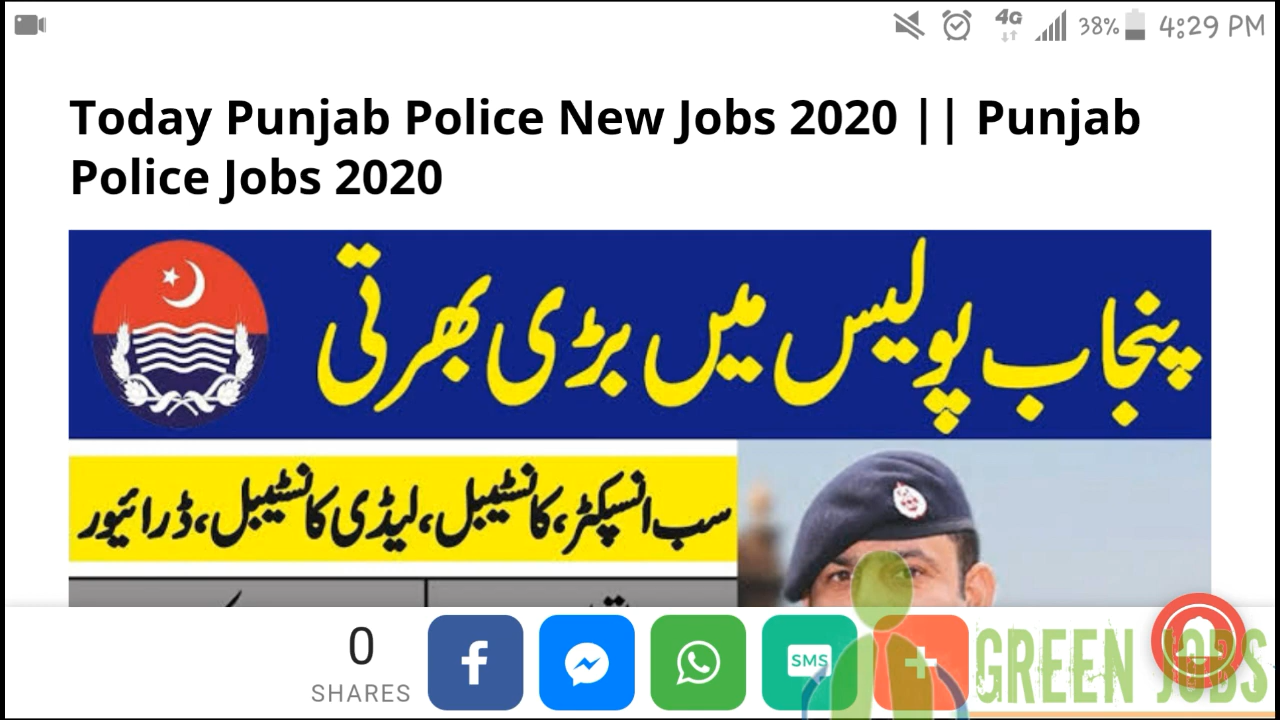 4G 38% 4:29 PM
Today Punjab Police New Jobs 2020 || Punjab
Police Jobs 2020
پنجاب پولیس میں بڑی بھرتی
سب انسپکٹر، کانسٹیبل، لیڈی کانسٹیبل، ڈرائیور
0
SHARES
SMS
GREEN JOBS